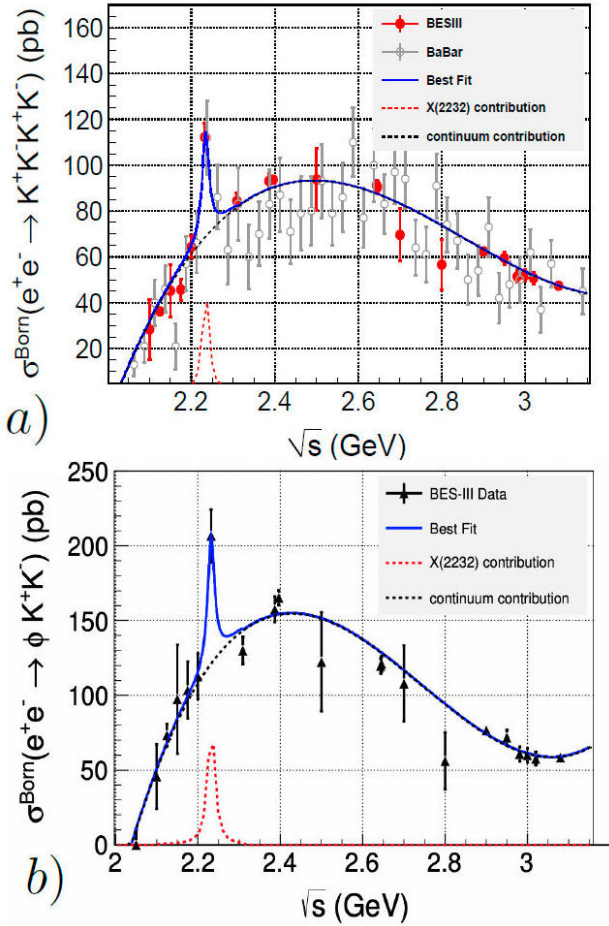 160
140
120
100
80
60
40
20
σ^Born(e⁺e⁻ → K⁺K⁻K⁺K⁻) (pb)
BESIII
BaBar
Best Fit
X(2232) contribution
continuum contribution
2.2 2.4 2.6 2.8 3
√s (GeV)
a)
250
200
150
100
50
0
σ^Born(e⁺e⁻ → ϕ K⁺K⁻) (pb)
BES-III Data
Best Fit
X(2232) contribution
continuum contribution
2 2.2 2.4 2.6 2.8 3
√s (GeV)
b)